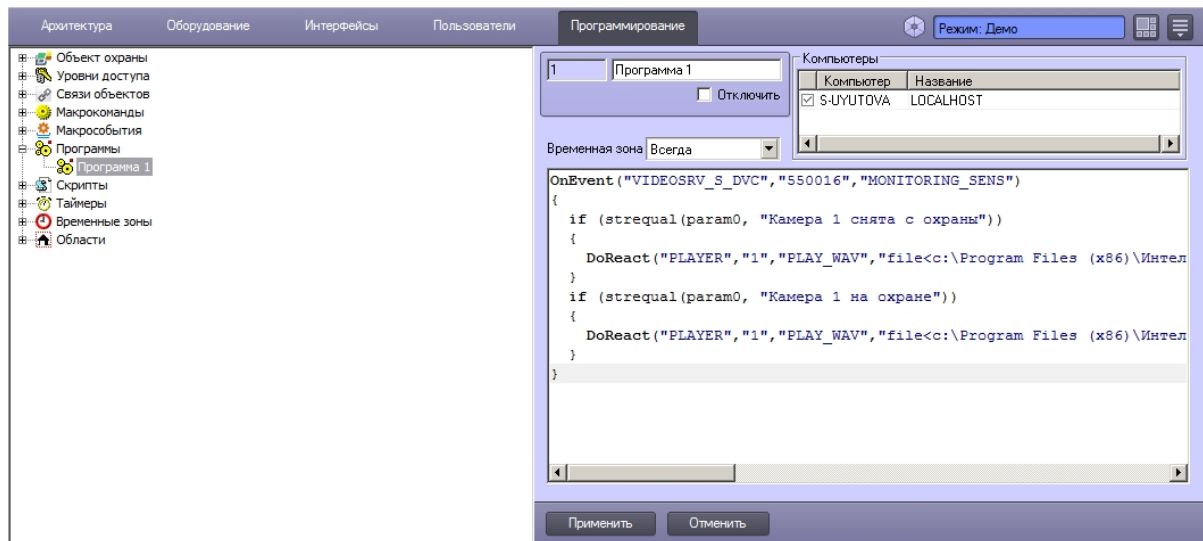 Архитектура Оборудование Интерфейсы Пользователи Программирование Режим: Демо
Объект охраны
Уровни доступа
Связи объектов
Макрокоманды
Макрособытия
Программы
Программа 1
Скрипты
Таймеры
Временные зоны
Области
1 Программа 1
Отключить
Компьютеры
Компьютер Название
S-UYUTOVA LOCALHOST
Временная зона Всегда
OnEvent("VIDEOSRV_S_DVC","550016","MONITORING_SENS")
{
if (strequal(param0, "Камера 1 снята с охраны"))
{
DoReact("PLAYER","1","PLAY_WAV","file<c:\Program Files (x86)\Интел
}
if (strequal(param0, "Камера 1 на охране"))
{
DoReact("PLAYER","1","PLAY_WAV","file<c:\Program Files (x86)\Интел
}
}
Применить Отменить